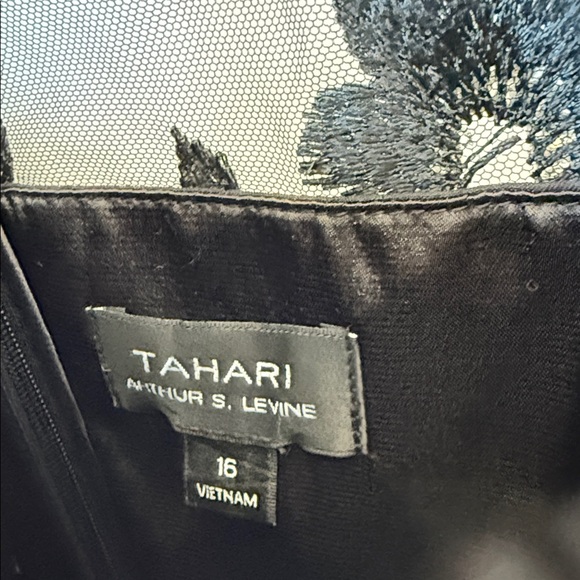 TAHARI
ARTHUR S. LEVINE
16
VIETNAM